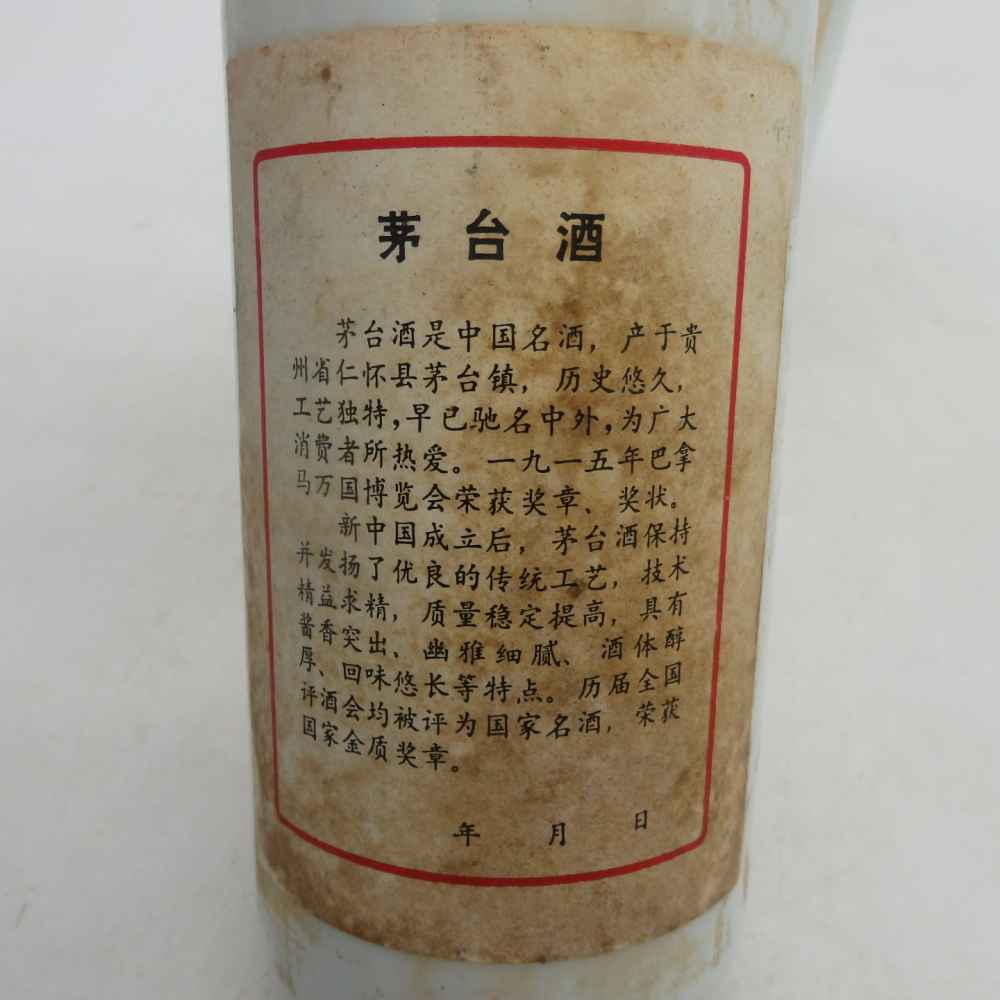 茅台酒
茅台酒是中国名酒，产于贵
州省仁怀县茅台镇，历史悠久，
工艺独特，早已驰名中外，为广大
消费者所热爱。一九一五年巴拿
马万国博览会荣获奖章、奖状。
新中国成立后，茅台酒保持
并发扬了优良的传统工艺，技术
精益求精，质量稳定提高，具有
酱香突出、幽雅细腻、酒体醇
厚、回味悠长等特点。历届全国
评酒会均被评为国家名酒，荣获
国家金质奖章。
年 月 日